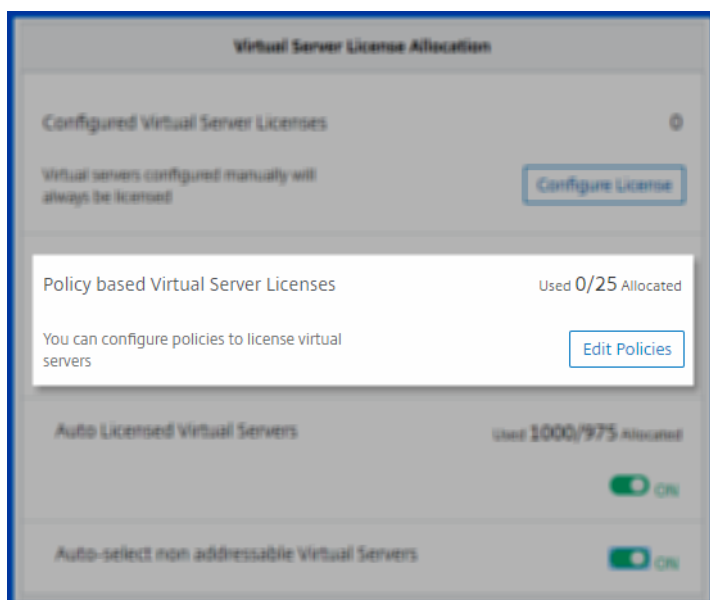 Virtual Server License Allocation
Configured Virtual Server Licenses 0
Virtual servers configured manually will
always be licensed
Configure License
Policy based Virtual Server Licenses Used 0/25 Allocated
You can configure policies to license virtual
servers
Edit Policies
Auto Licensed Virtual Servers Used 1000/975 Allocated
ON
Auto-select non addressable Virtual Servers ON